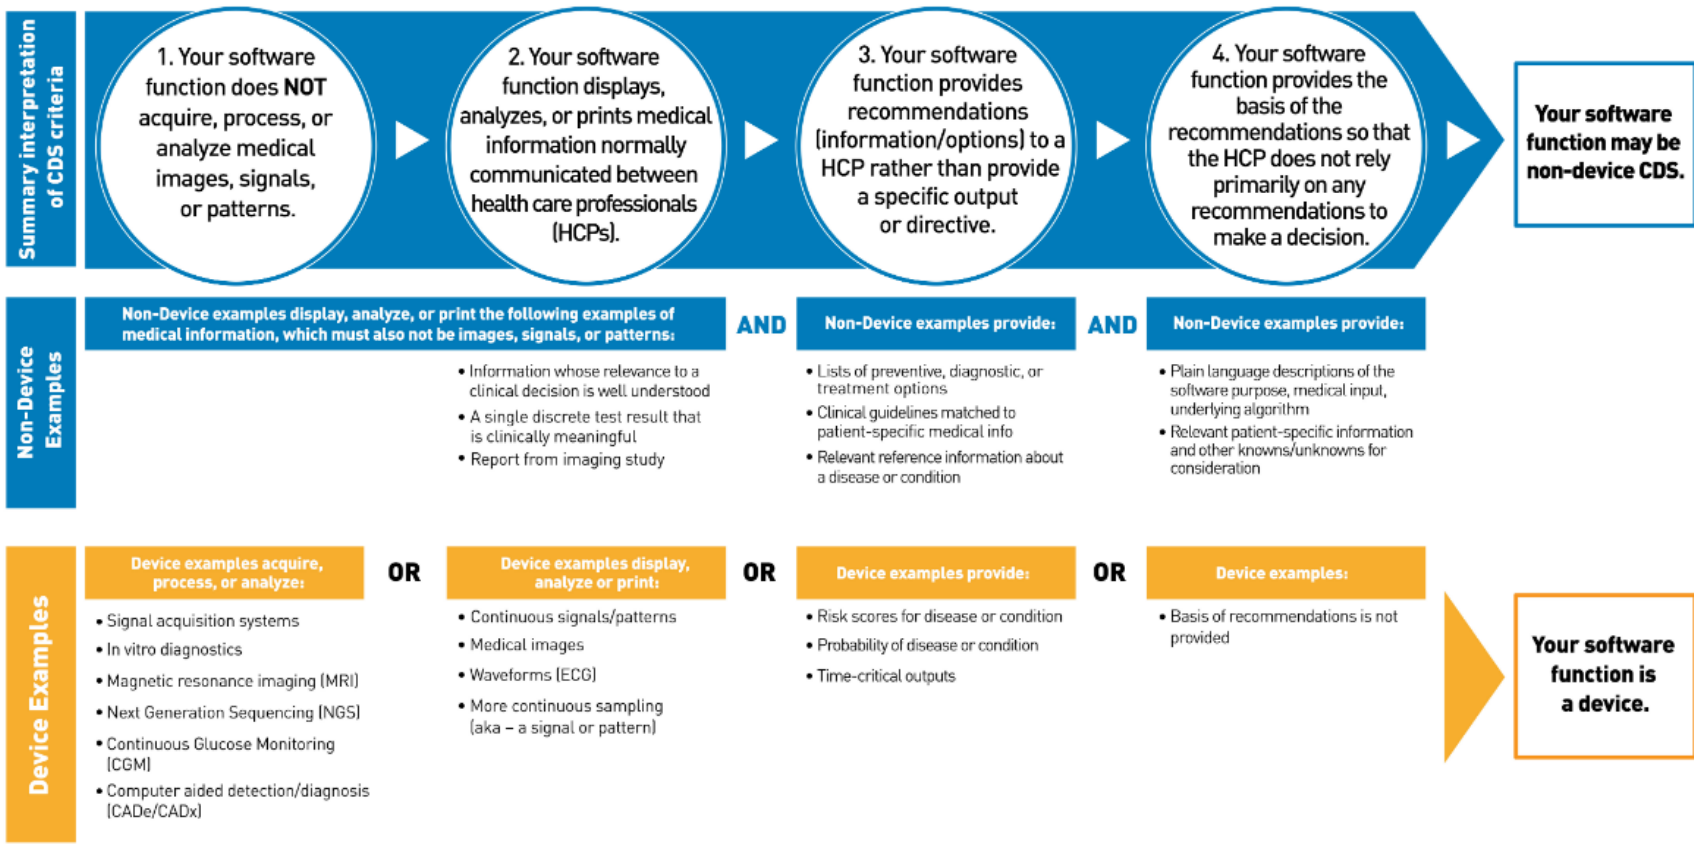 Summary interpretation
of CDS criteria
1. Your software
function does NOT
acquire, process, or
analyze medical
images, signals,
or patterns.
2. Your software
function displays,
analyzes, or prints medical
information normally
communicated between
health care professionals
(HCPs).
3. Your software
function provides
recommendations
(information/options) to a
HCP rather than provide
a specific output
or directive.
4. Your software
function provides the
basis of the
recommendations so that
the HCP does not rely
primarily on any
recommendations to
make a decision.
Your software
function may be
non-device CDS.
Non-Device
Examples
Non-Device examples display, analyze, or print the following examples of
medical information, which must also not be images, signals, or patterns:
• Information whose relevance to a
clinical decision is well understood
• A single discrete test result that
is clinically meaningful
• Report from imaging study
AND
Non-Device examples provide:
• Lists of preventive, diagnostic, or
treatment options
• Clinical guidelines matched to
patient-specific medical info
• Relevant reference information about
a disease or condition
AND
Non-Device examples provide:
• Plain language descriptions of the
software purpose, medical input,
underlying algorithm
• Relevant patient-specific information
and other knowns/unknowns for
consideration
Device Examples
Device examples acquire,
process, or analyze:
• Signal acquisition systems
• In vitro diagnostics
• Magnetic resonance imaging (MRI)
• Next Generation Sequencing (NGS)
• Continuous Glucose Monitoring
(CGM)
• Computer aided detection/diagnosis
(CADe/CADx)
OR
Device examples display,
analyze or print:
• Continuous signals/patterns
• Medical images
• Waveforms (ECG)
• More continuous sampling
(aka – a signal or pattern)
OR
Device examples provide:
• Risk scores for disease or condition
• Probability of disease or condition
• Time-critical outputs
OR
Device examples:
• Basis of recommendations is not
provided
Your software
function is
a device.